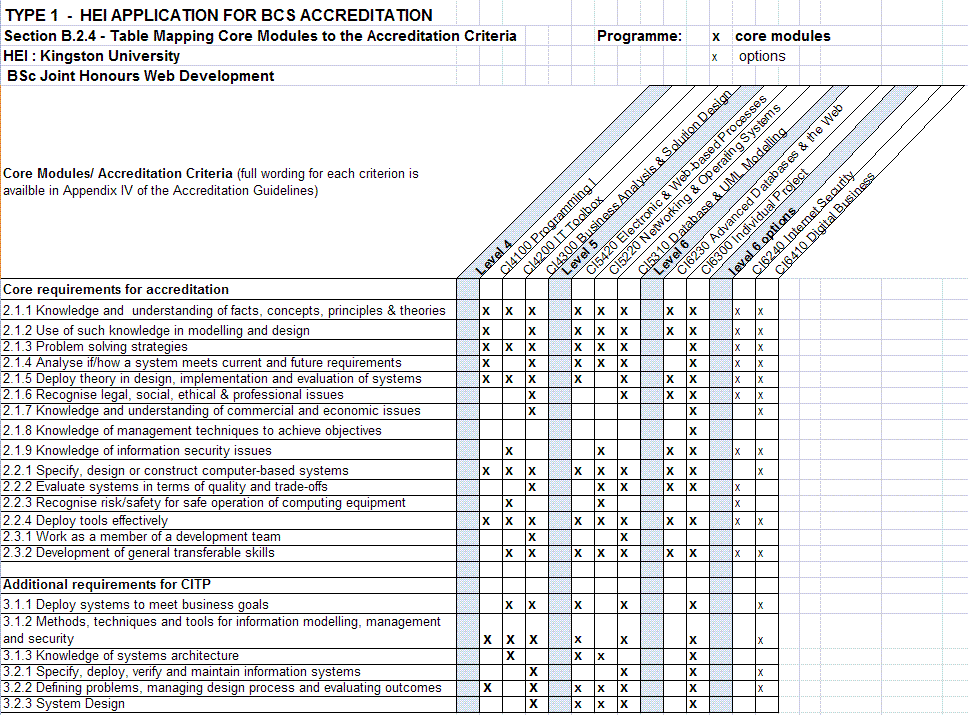 TYPE 1 - HEI APPLICATION FOR BCS ACCREDITATION
Section B.2.4 - Table Mapping Core Modules to the Accreditation Criteria Programme: x core modules
HEI : Kingston University x options
BSc Joint Honours Web Development
Core Modules/ Accreditation Criteria (full wording for each criterion is
availble in Appendix IV of the Accreditation Guidelines)
Level 4
CI4100 Programming I
CI4200 IT Toolbox
CI4300 Business Analysis & Solution Design
Level 5
CI5420 Electronic & Web-based Processes
CI5220 Networking & Operating Systems
CI5310 Database & UML Modelling
Level 6
CI6230 Advanced Databases & the Web
CI6300 Individual Project
level 6 options
CI6240 Internet Security
CI6410 Digital Business
Core requirements for accreditation
2.1.1 Knowledge and understanding of facts, concepts, principles & theories x x x x x x x x x x
2.1.2 Use of such knowledge in modelling and design x x x x x x x x x
2.1.3 Problem solving strategies x x x x x x x x x
2.1.4 Analyse if/how a system meets current and future requirements x x x x x x x x
2.1.5 Deploy theory in design, implementation and evaluation of systems x x x x x x x x x
2.1.6 Recognise legal, social, ethical & professional issues x x x x x x
2.1.7 Knowledge and understanding of commercial and economic issues x x x
2.1.8 Knowledge of management techniques to achieve objectives x
2.1.9 Knowledge of information security issues x x x x x x
2.2.1 Specify, design or construct computer-based systems x x x x x x x x x
2.2.2 Evaluate systems in terms of quality and trade-offs x x x x x x
2.2.3 Recognise risk/safety for safe operation of computing equipment x x x
2.2.4 Deploy tools effectively x x x x x x x x x x
2.3.1 Work as a member of a development team x x
2.3.2 Development of general transferable skills x x x x x x x x x
Additional requirements for CITP
3.1.1 Deploy systems to meet business goals x x x x x x
3.1.2 Methods, techniques and tools for information modelling, management
and security x x x x x x x
3.1.3 Knowledge of systems architecture x x x x
3.2.1 Specify, deploy, verify and maintain information systems x x x x
3.2.2 Defining problems, managing design process and evaluating outcomes x x x x x x x
3.2.3 System Design x x x x x